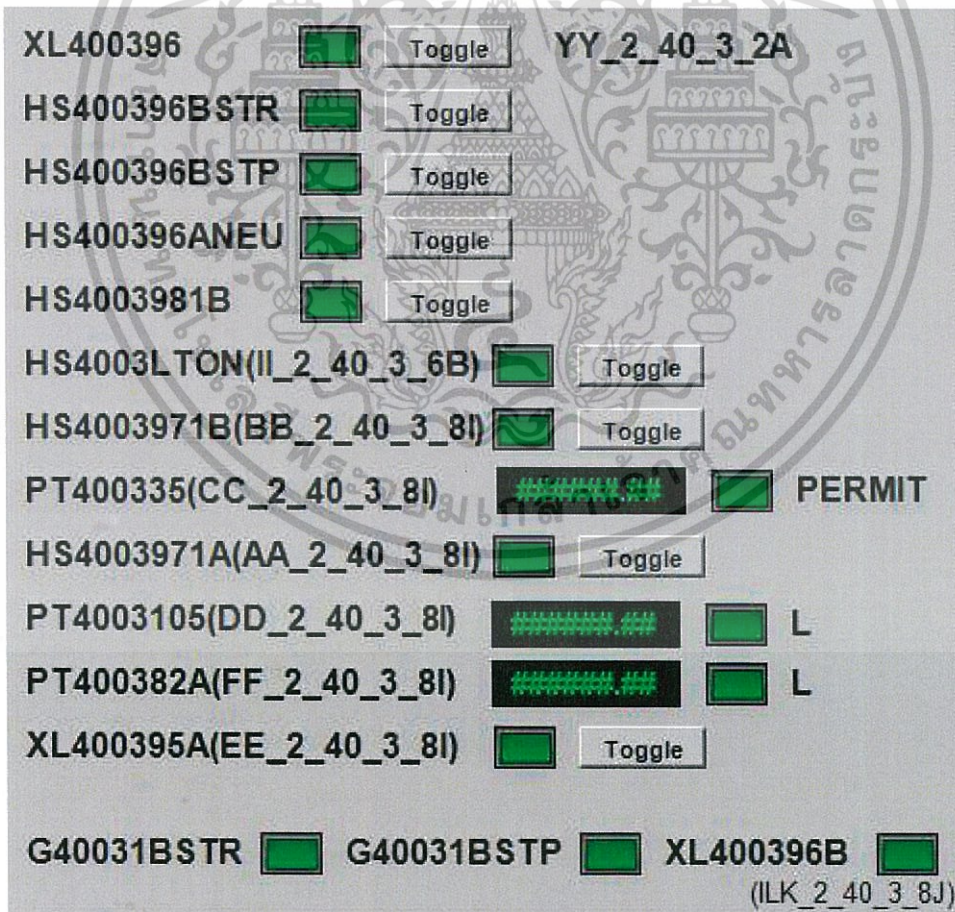 XL400396 Toggle YY_2_40_3_2A
HS400396BSTR Toggle
HS400396BSTP Toggle
HS400396ANEU Toggle
HS4003981B Toggle
HS4003LTON(II_2_40_3_6B) Toggle
HS4003971B(BB_2_40_3_8I) Toggle
PT400335(CC_2_40_3_8I) ######.## PERMIT
HS4003971A(AA_2_40_3_8I) Toggle
PT4003105(DD_2_40_3_8I) ######.## L
PT400382A(FF_2_40_3_8I) ######.## L
XL400395A(EE_2_40_3_8I) Toggle
G40031BSTR G40031BSTP XL400396B
(ILK_2_40_3_8J)